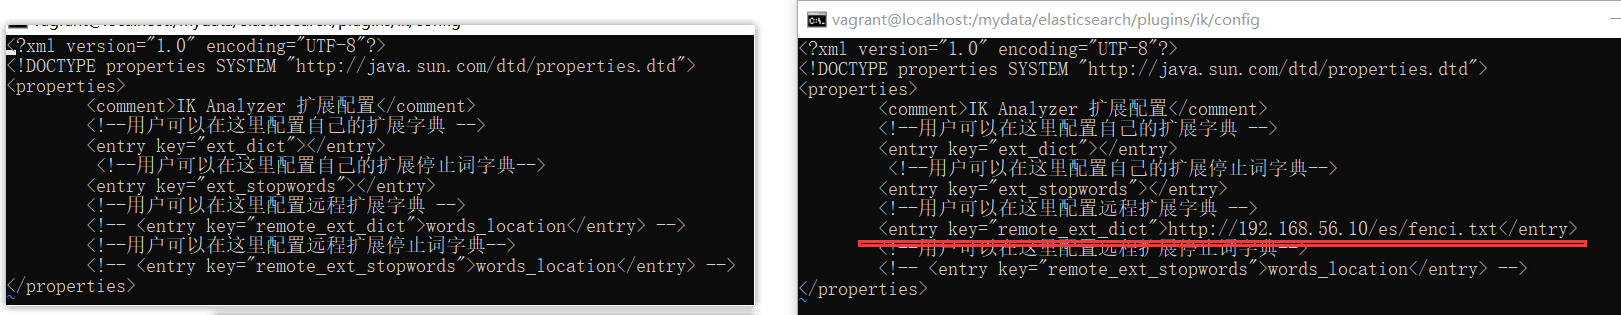 vagrant@localhost:/mydata/elasticsearch/plugins/ik/config
<?xml version="1.0" encoding="UTF-8"?>
<!DOCTYPE properties SYSTEM "http://java.sun.com/dtd/properties.dtd">
<properties>
<comment>IK Analyzer 扩展配置</comment>
<!--用户可以在这里配置自己的扩展字典 -->
<entry key="ext_dict"></entry>
<!--用户可以在这里配置自己的扩展停止词字典-->
<entry key="ext_stopwords"></entry>
<!--用户可以在这里配置远程扩展字典 -->
<!-- <entry key="remote_ext_dict">words_location</entry> -->
<!--用户可以在这里配置远程扩展停止词字典-->
<!-- <entry key="remote_ext_stopwords">words_location</entry> -->
</properties>
~
vagrant@localhost:/mydata/elasticsearch/plugins/ik/config
<?xml version="1.0" encoding="UTF-8"?>
<!DOCTYPE properties SYSTEM "http://java.sun.com/dtd/properties.dtd">
<properties>
<comment>IK Analyzer 扩展配置</comment>
<!--用户可以在这里配置自己的扩展字典 -->
<entry key="ext_dict"></entry>
<!--用户可以在这里配置自己的扩展停止词字典-->
<entry key="ext_stopwords"></entry>
<!--用户可以在这里配置远程扩展字典 -->
<entry key="remote_ext_dict">http://192.168.56.10/es/fenci.txt</entry>
<!--用户可以在这里配置远程扩展停止词字典-->
<!-- <entry key="remote_ext_stopwords">words_location</entry> -->
</properties>
~